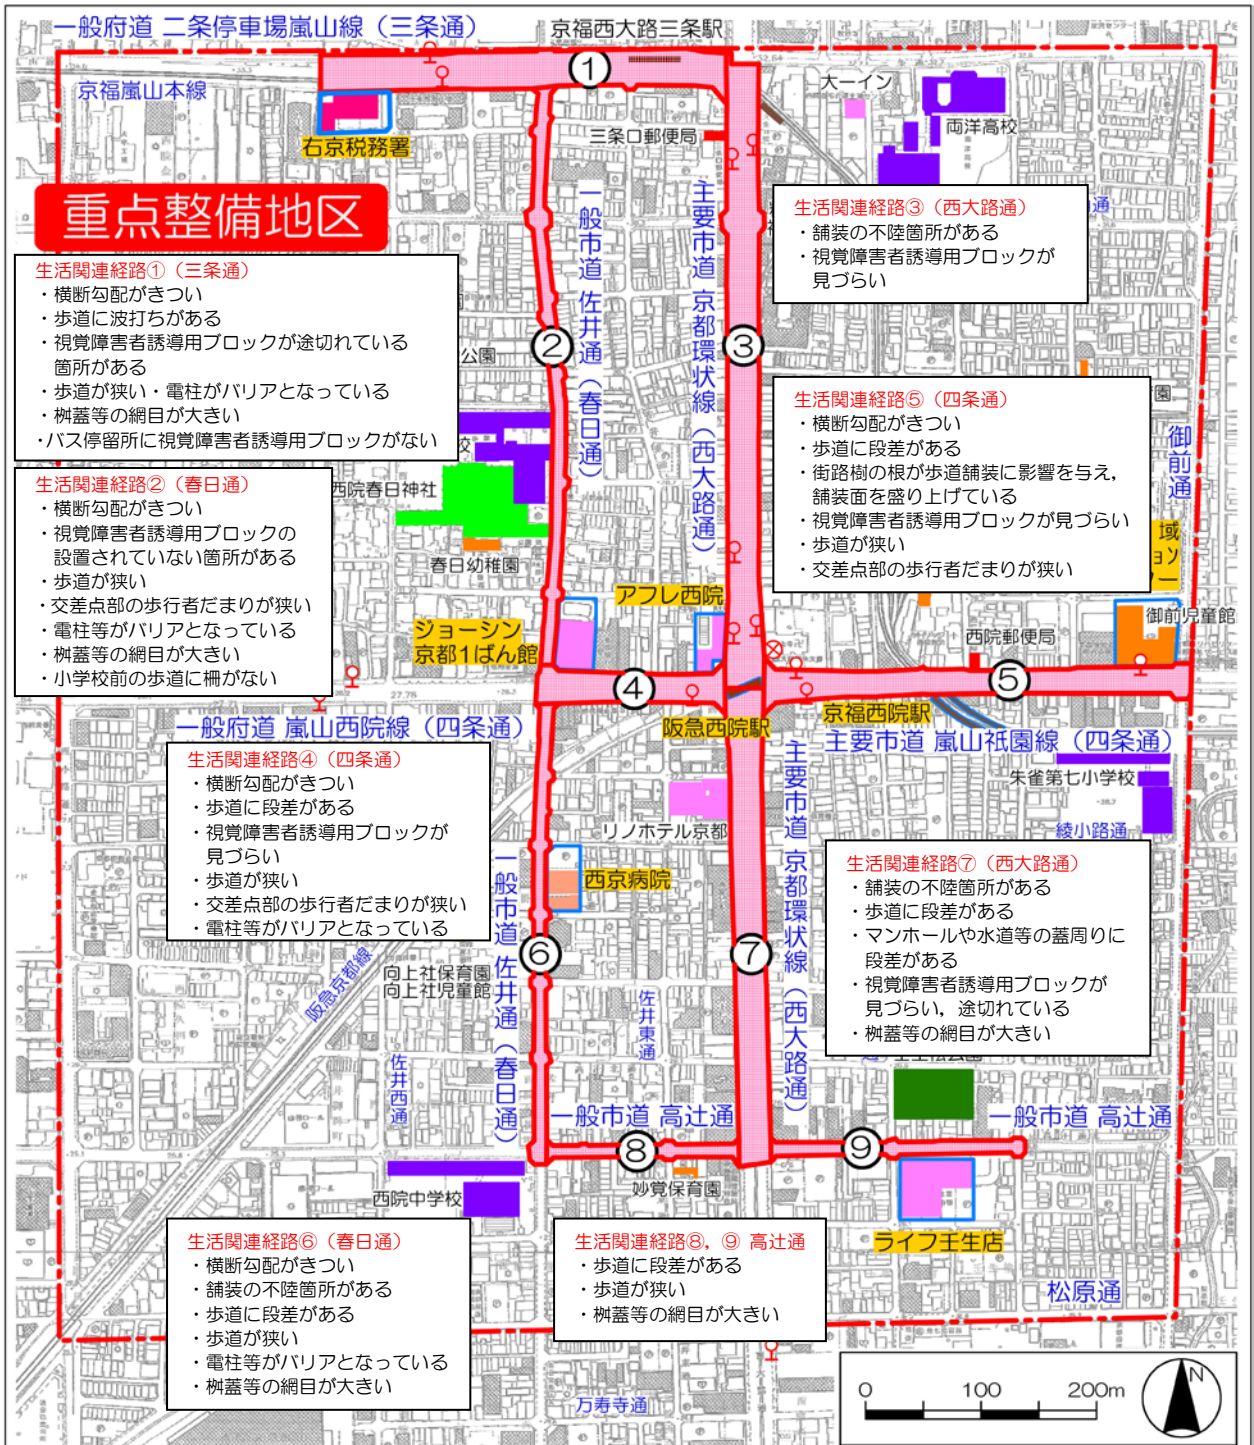 一般府道 二条停車場嵐山線（三条通）
京福西大路三条駅
京福嵐山本線
①
大一イン
両洋高校
三条口郵便局
右京税務署
重点整備地区
一般市道 佐井通（春日通）
主要市道 京都環状線（西大路通）
生活関連経路③（西大路通）
・舗装の不陸箇所がある
・視覚障害者誘導用ブロックが
見づらい
通
生活関連経路①（三条通）
・横断勾配がきつい
・歩道に波打ちがある
・視覚障害者誘導用ブロックが途切れている
箇所がある
・歩道が狭い・電柱がバリアとなっている
・桝蓋等の網目が大きい
・バス停留所に視覚障害者誘導用ブロックがない
②
③
公園
校
園
御前通
生活関連経路⑤（四条通）
・横断勾配がきつい
・歩道に段差がある
・街路樹の根が歩道舗装に影響を与え，
舗装面を盛り上げている
・視覚障害者誘導用ブロックが見づらい
・歩道が狭い
・交差点部の歩行者だまりが狭い
生活関連経路②（春日通）
・横断勾配がきつい
・視覚障害者誘導用ブロックの
設置されていない箇所がある
・歩道が狭い
・交差点部の歩行者だまりが狭い
・電柱等がバリアとなっている
・桝蓋等の網目が大きい
・小学校前の歩道に柵がない
西院春日神社
春日幼稚園
域
ョン
ー
アフレ西院
ジョーシン
京都1ばん館
西院郵便局
御前児童館
④
⑤
一般府道 嵐山西院線（四条通）
阪急西院駅
京福西院駅
主要市道 嵐山祇園線（四条通）
朱雀第七小学校
綾小路通
生活関連経路④（四条通）
・横断勾配がきつい
・歩道に段差がある
・視覚障害者誘導用ブロックが
見づらい
・歩道が狭い
・交差点部の歩行者だまりが狭い
・電柱等がバリアとなっている
リノホテル京都
西京病院
一般市道 佐井通（春日通）
主要市道 京都環状線（西大路通）
生活関連経路⑦（西大路通）
・舗装の不陸箇所がある
・歩道に段差がある
・マンホールや水道等の蓋周りに
段差がある
・視覚障害者誘導用ブロックが
見づらい，途切れている
・桝蓋等の網目が大きい
⑥
⑦
向上社保育園
向上社児童館
阪急京都線
佐井東通
佐井西通
一般市道 高辻通
一般市道 高辻通
⑧
⑨
妙覚保育園
西院中学校
ライフ壬生店
生活関連経路⑥（春日通）
・横断勾配がきつい
・舗装の不陸箇所がある
・歩道に段差がある
・歩道が狭い
・電柱等がバリアとなっている
・桝蓋等の網目が大きい
生活関連経路⑧，⑨ 高辻通
・歩道に段差がある
・歩道が狭い
・桝蓋等の網目が大きい
松原通
万寿寺通
0 100 200m
N